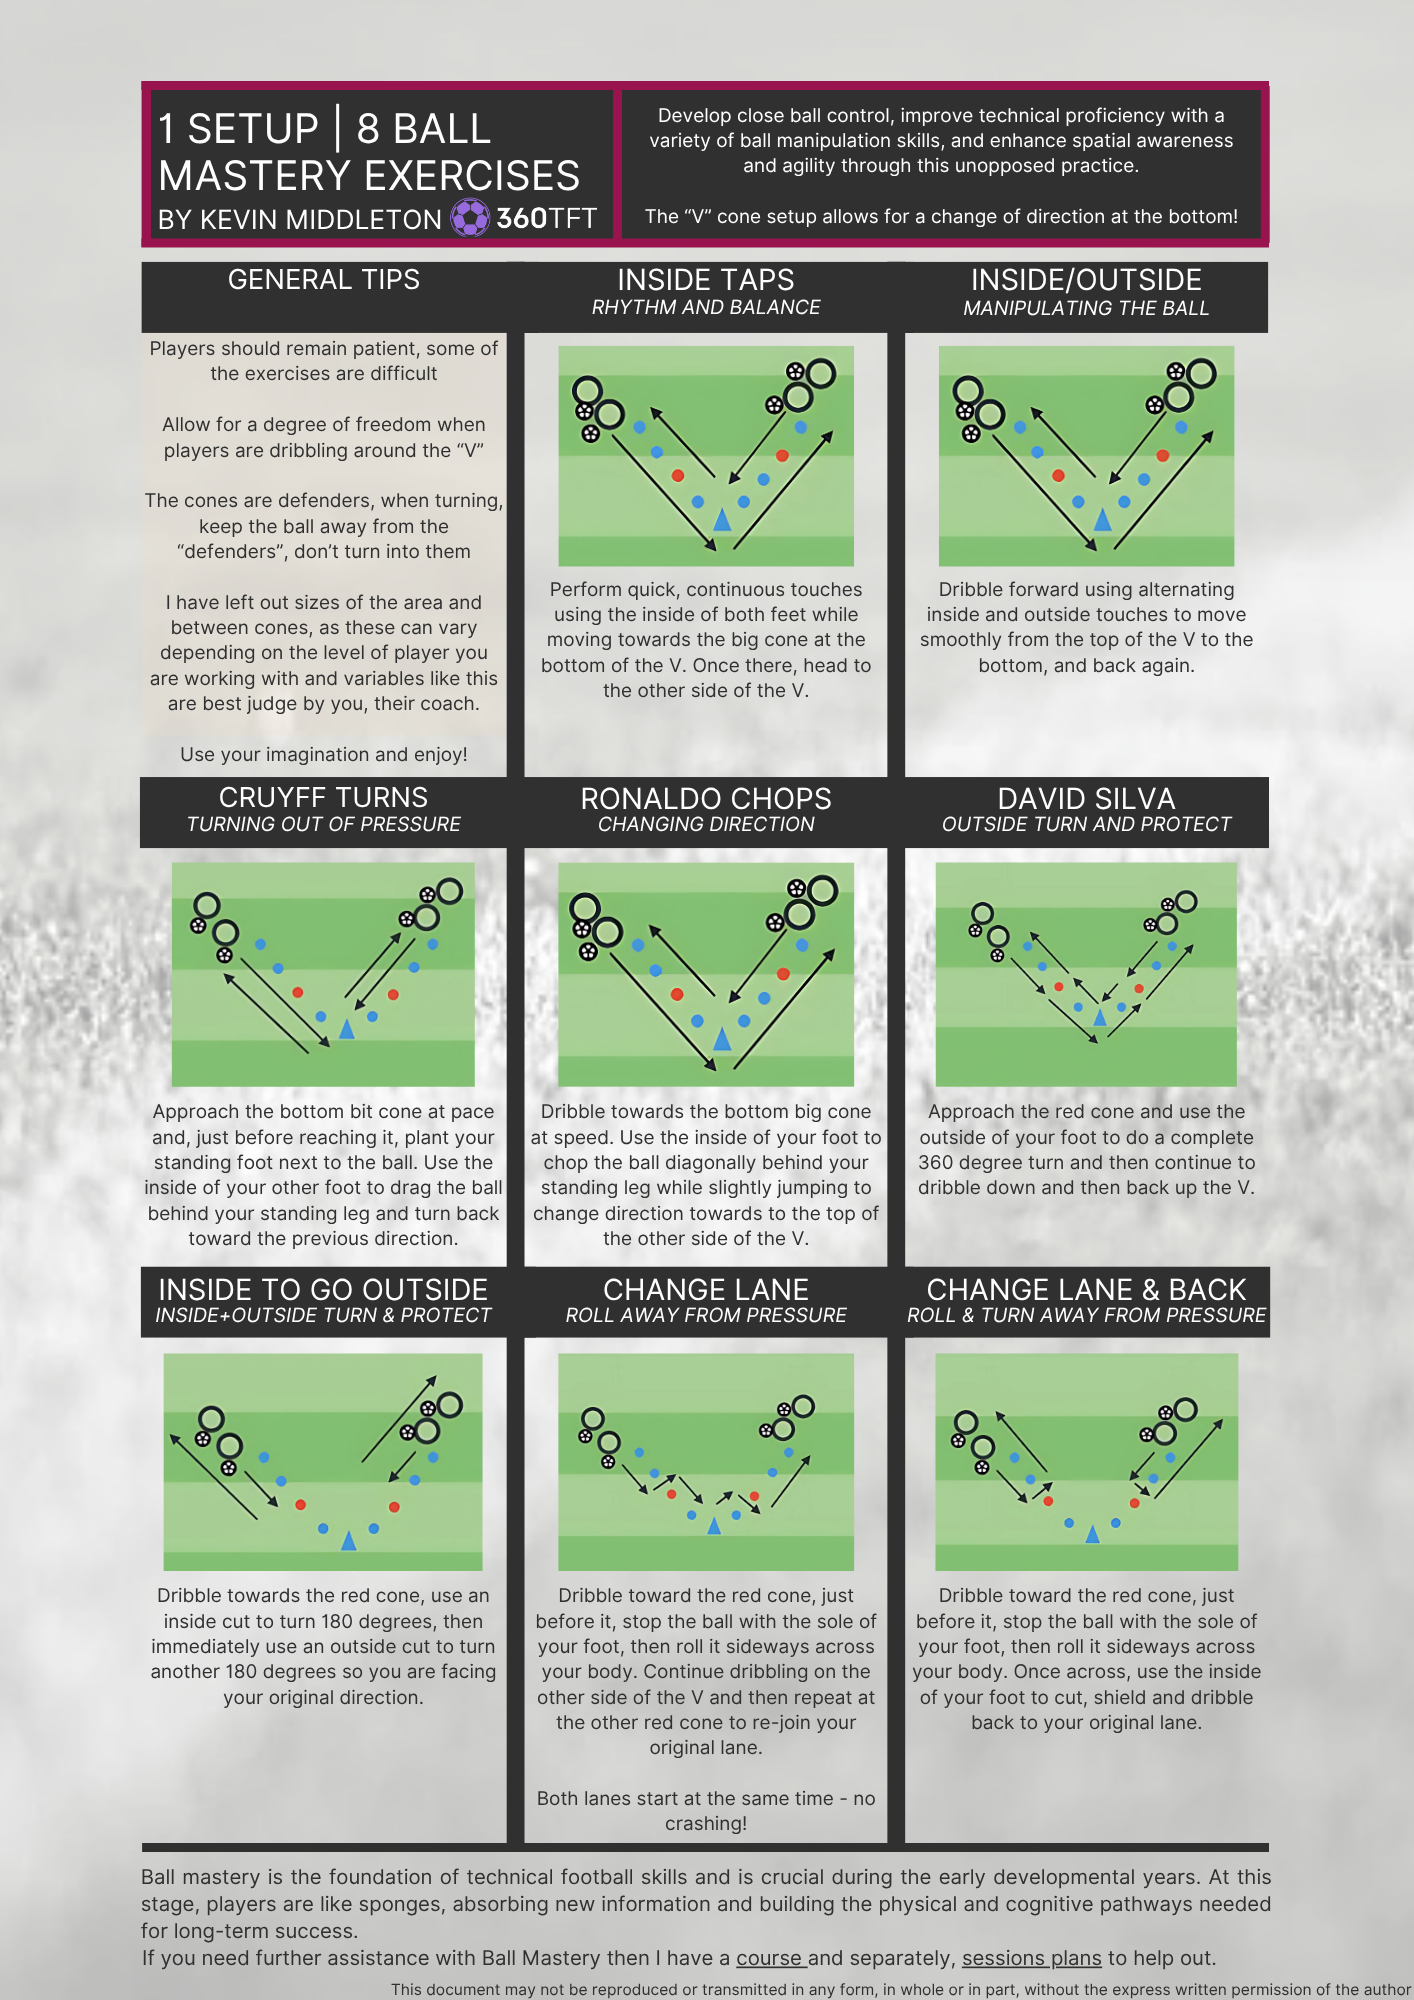 1 SETUP | 8 BALL
MASTERY EXERCISES
BY KEVIN MIDDLETON 360TFT
Develop close ball control, improve technical proficiency with a
variety of ball manipulation skills, and enhance spatial awareness
and agility through this unopposed practice.
The “V” cone setup allows for a change of direction at the bottom!
GENERAL TIPS
Players should remain patient, some of
the exercises are difficult
Allow for a degree of freedom when
players are dribbling around the “V”
The cones are defenders, when turning,
keep the ball away from the
“defenders”, don’t turn into them
I have left out sizes of the area and
between cones, as these can vary
depending on the level of player you
are working with and variables like this
are best judge by you, their coach.
Use your imagination and enjoy!
INSIDE TAPS
RHYTHM AND BALANCE
Perform quick, continuous touches
using the inside of both feet while
moving towards the big cone at the
bottom of the V. Once there, head to
the other side of the V.
INSIDE/OUTSIDE
MANIPULATING THE BALL
Dribble forward using alternating
inside and outside touches to move
smoothly from the top of the V to the
bottom, and back again.
CRUYFF TURNS
TURNING OUT OF PRESSURE
Approach the bottom bit cone at pace
and, just before reaching it, plant your
standing foot next to the ball. Use the
inside of your other foot to drag the ball
behind your standing leg and turn back
toward the previous direction.
RONALDO CHOPS
CHANGING DIRECTION
Dribble towards the bottom big cone
at speed. Use the inside of your foot to
chop the ball diagonally behind your
standing leg while slightly jumping to
change direction towards to the top of
the other side of the V.
DAVID SILVA
OUTSIDE TURN AND PROTECT
Approach the red cone and use the
outside of your foot to do a complete
360 degree turn and then continue to
dribble down and then back up the V.
INSIDE TO GO OUTSIDE
INSIDE+OUTSIDE TURN & PROTECT
Dribble towards the red cone, use an
inside cut to turn 180 degrees, then
immediately use an outside cut to turn
another 180 degrees so you are facing
your original direction.
CHANGE LANE
ROLL AWAY FROM PRESSURE
Dribble toward the red cone, just
before it, stop the ball with the sole of
your foot, then roll it sideways across
your body. Continue dribbling on the
other side of the V and then repeat at
the other red cone to re-join your
original lane.
Both lanes start at the same time - no
crashing!
CHANGE LANE & BACK
ROLL & TURN AWAY FROM PRESSURE
Dribble toward the red cone, just
before it, stop the ball with the sole of
your foot, then roll it sideways across
your body. Once across, use the inside
of your foot to cut, shield and dribble
back to your original lane.
Ball mastery is the foundation of technical football skills and is crucial during the early developmental years. At this
stage, players are like sponges, absorbing new information and building the physical and cognitive pathways needed
for long-term success.
If you need further assistance with Ball Mastery then I have a course and separately, sessions plans to help out.
This document may not be reproduced or transmitted in any form, in whole or in part, without the express written permission of the author